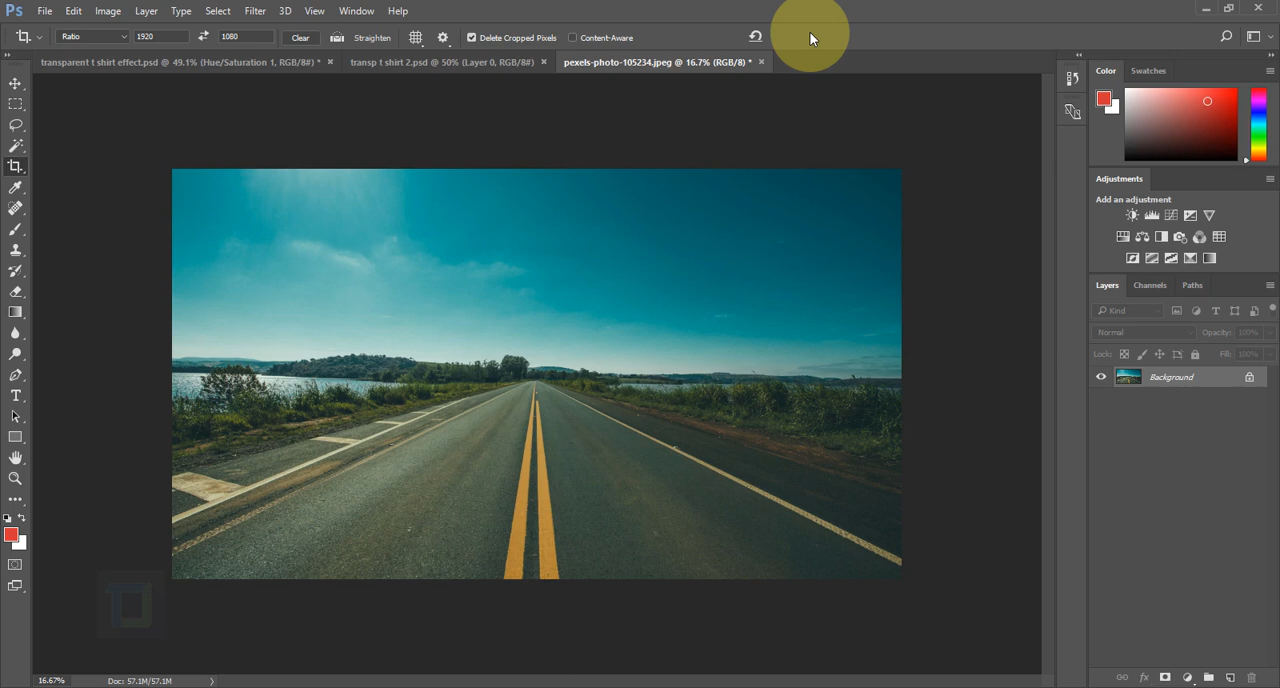 Ps File Edit Image Layer Type Select Filter 3D View Window Help
Ratio 1920 1080 Clear Straighten Delete Cropped Pixels Content-Aware
transparent t shirt effect.psd @ 49.1% (Hue/Saturation 1, RGB/8#) * × transp t shirt 2.psd @ 50% (Layer 0, RGB/8#) × pexels-photo-105234.jpeg @ 16.7% (RGB/8) * ×
Color Swatches
Adjustments
Add an adjustment
Layers Channels Paths
Kind
Normal Opacity: 100%
Lock: Fill: 100%
Background
16.67% Doc: 57.1M/57.1M